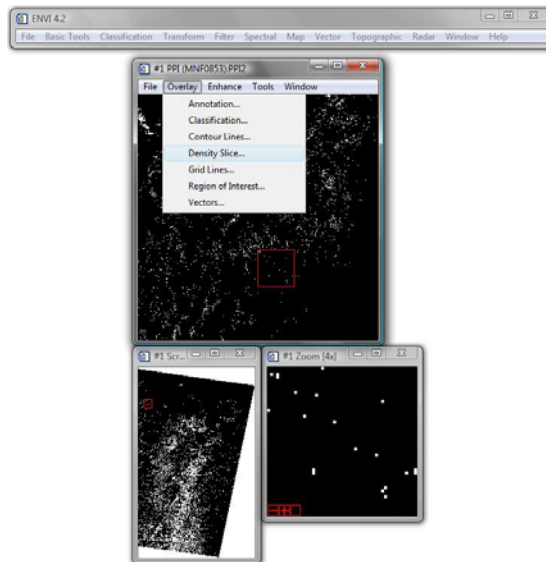 ENVI 4.2
File Basic Tools Classification Transform Filter Spectral Map Vector Topographic Radar Window Help
#1 PPI (MNF0853):PPI2
File Overlay Enhance Tools Window
Annotation...
Classification...
Contour Lines...
Density Slice...
Grid Lines...
Region of Interest...
Vectors...
#1 Scr...
#1 Zoom [4x]